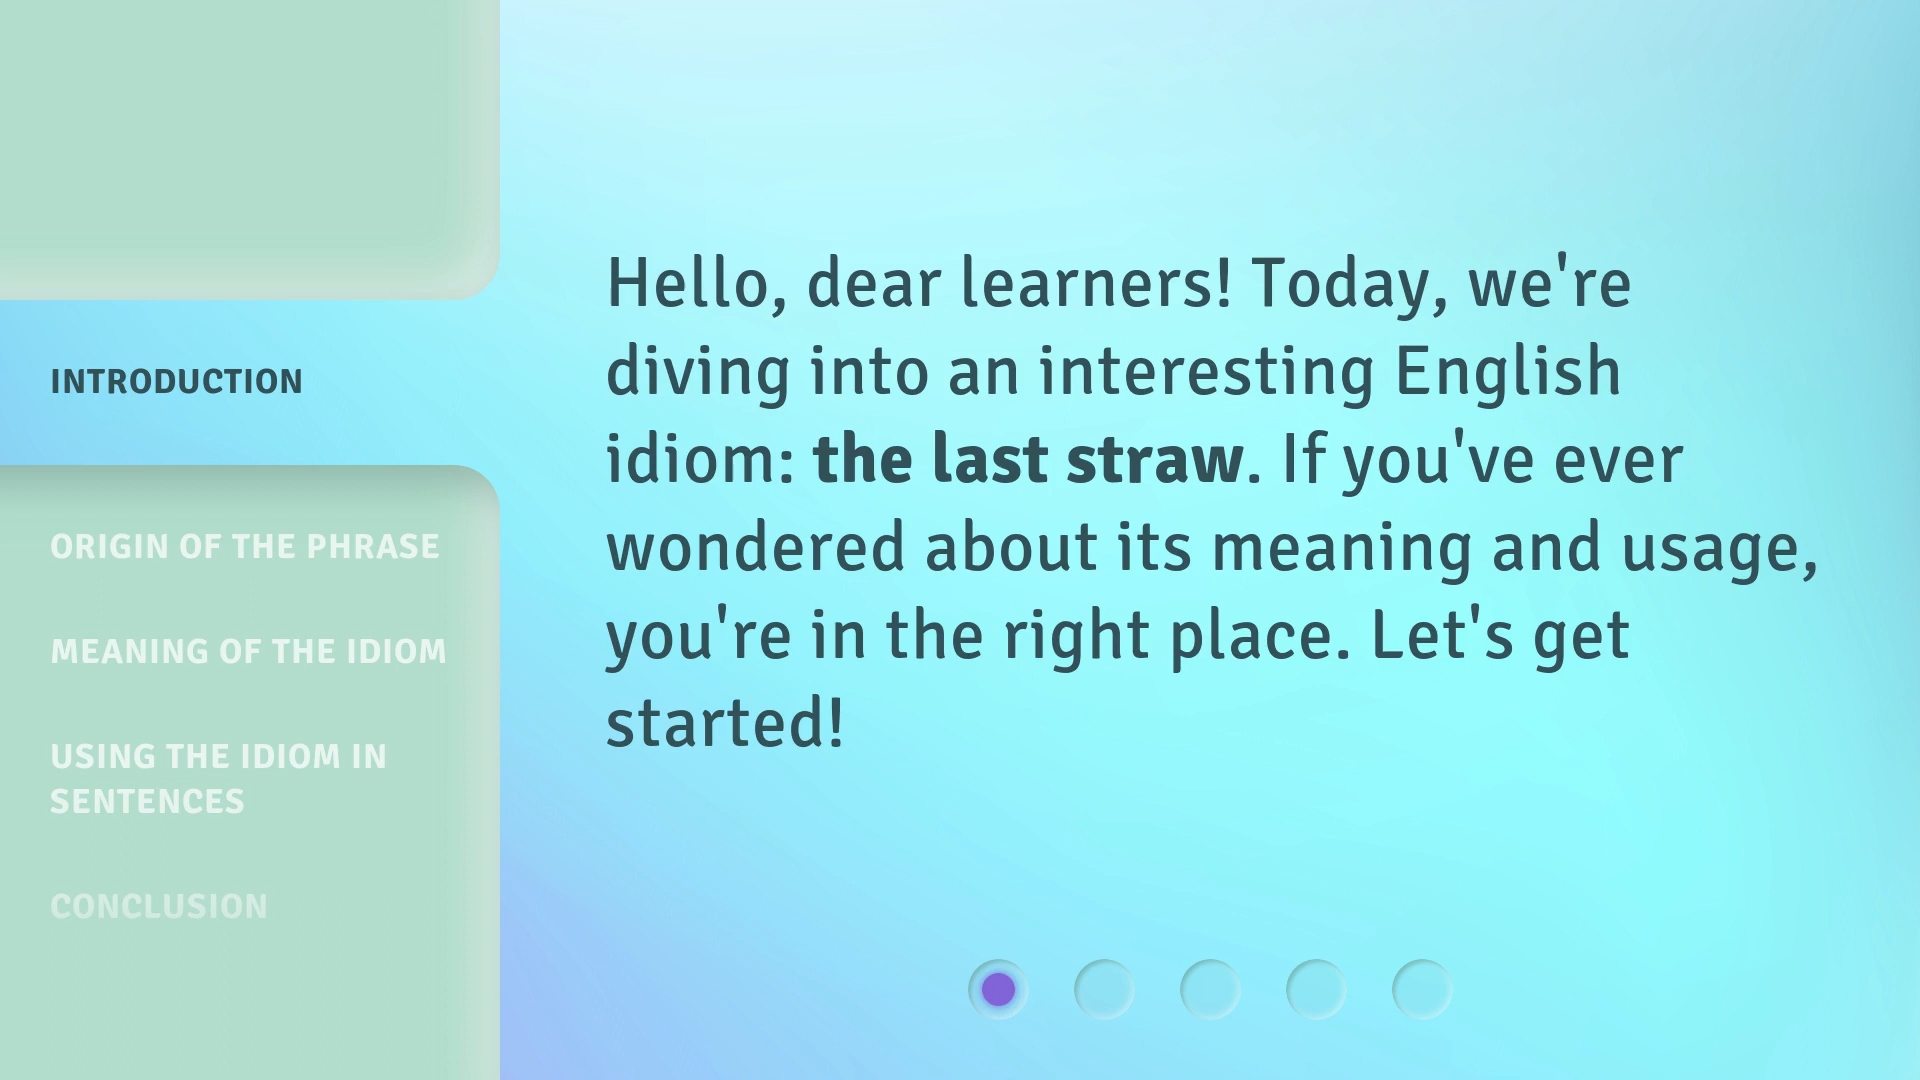 INTRODUCTION
ORIGIN OF THE PHRASE
MEANING OF THE IDIOM
USING THE IDIOM IN
SENTENCES
CONCLUSION
Hello, dear learners! Today, we're
diving into an interesting English
idiom: the last straw. If you've ever
wondered about its meaning and usage,
you're in the right place. Let's get
started!